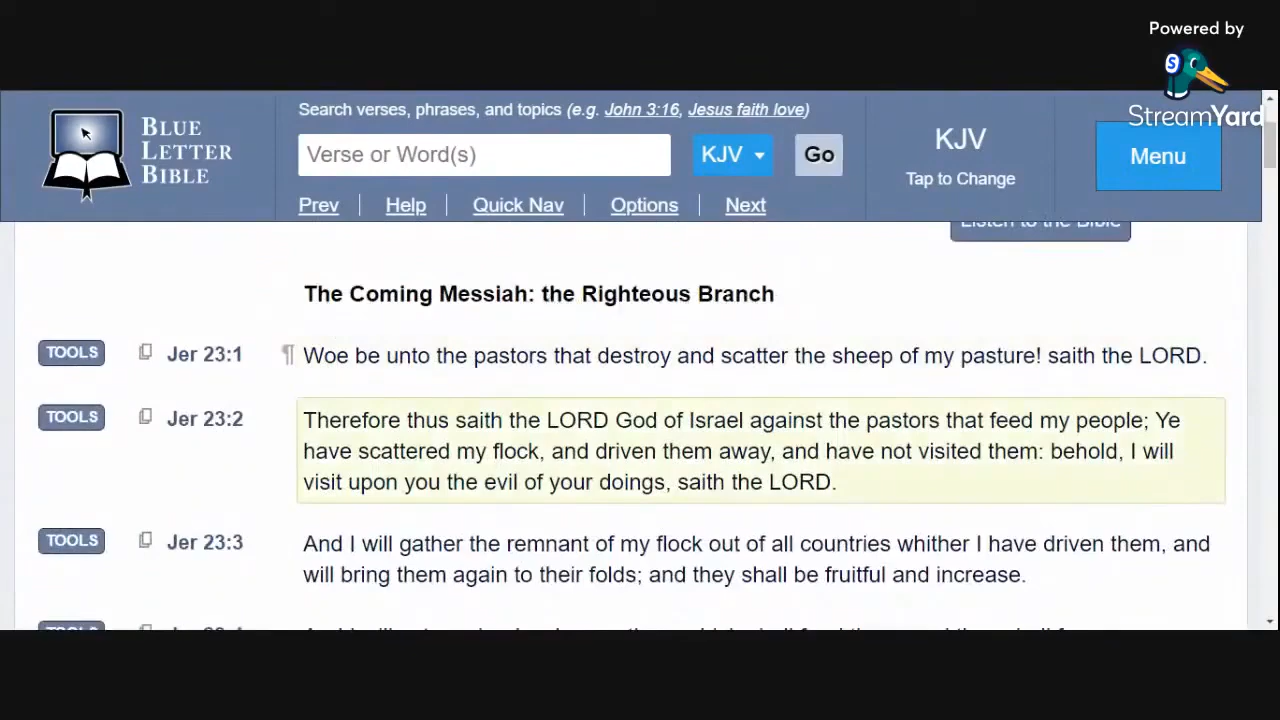 Powered by
StreamYard
BLUE
LETTER
BIBLE
Search verses, phrases, and topics (e.g. John 3:16, Jesus faith love)
Verse or Word(s)
KJV
Go
Prev
Help
Quick Nav
Options
Next
KJV
Tap to Change
Menu
Listen to the Bible
The Coming Messiah: the Righteous Branch
TOOLS Jer 23:1 ¶ Woe be unto the pastors that destroy and scatter the sheep of my pasture! saith the LORD.
TOOLS Jer 23:2 Therefore thus saith the LORD God of Israel against the pastors that feed my people; Ye
have scattered my flock, and driven them away, and have not visited them: behold, I will
visit upon you the evil of your doings, saith the LORD.
TOOLS Jer 23:3 And I will gather the remnant of my flock out of all countries whither I have driven them, and
will bring them again to their folds; and they shall be fruitful and increase.